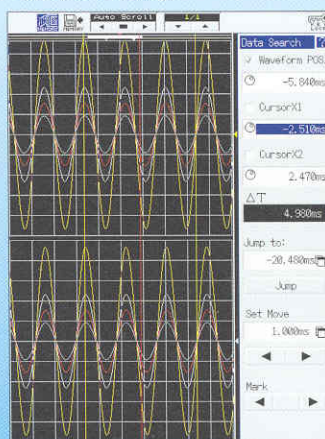 Auto Scroll
1/1
Data Search
Waveform POS.
-5.840ms
CursorX1
-2.510ms
CursorX2
2.470ms
ΔT
4.980ms
Jump to:
-20.480ms
Jump
Set Move
1.000ms
Mark